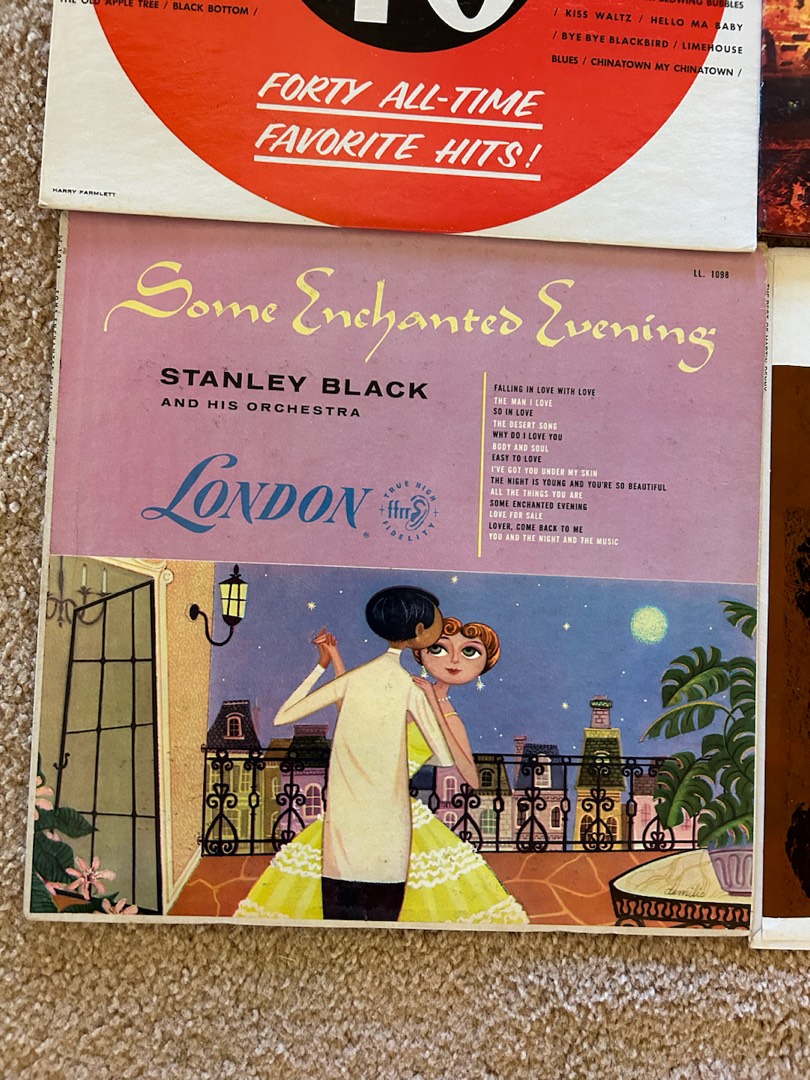 THE OLD APPLE TREE / BLACK BOTTOM /
BLOWING BUBBLES
/ KISS WALTZ / HELLO MA BABY
/ BYE BYE BLACKBIRD / LIMEHOUSE
BLUES / CHINATOWN MY CHINATOWN /
40
FORTY ALL-TIME
FAVORITE HITS!
HARRY FARMLETT
LL. 1098
Some Enchanted Evening
STANLEY BLACK
AND HIS ORCHESTRA
LONDON
®
TRUE HIGH
ffrr
FIDELITY
FALLING IN LOVE WITH LOVE
THE MAN I LOVE
SO IN LOVE
THE DESERT SONG
WHY DO I LOVE YOU
BODY AND SOUL
EASY TO LOVE
I'VE GOT YOU UNDER MY SKIN
THE NIGHT IS YOUNG AND YOU'RE SO BEAUTIFUL
ALL THE THINGS YOU ARE
SOME ENCHANTED EVENING
LOVE FOR SALE
LOVER, COME BACK TO ME
YOU AND THE NIGHT AND THE MUSIC